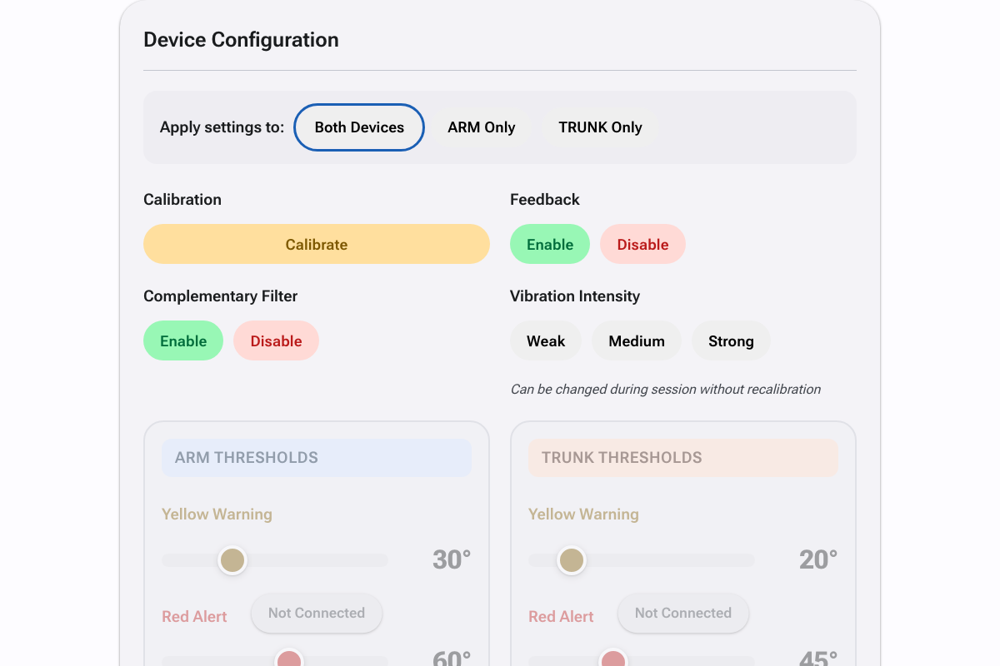 Device Configuration
Apply settings to: Both Devices ARM Only TRUNK Only
Calibration
Calibrate
Feedback
Enable Disable
Complementary Filter
Enable Disable
Vibration Intensity
Weak Medium Strong
Can be changed during session without recalibration
ARM THRESHOLDS
Yellow Warning
30°
Red Alert
Not Connected
60°
TRUNK THRESHOLDS
Yellow Warning
20°
Red Alert
Not Connected
45°